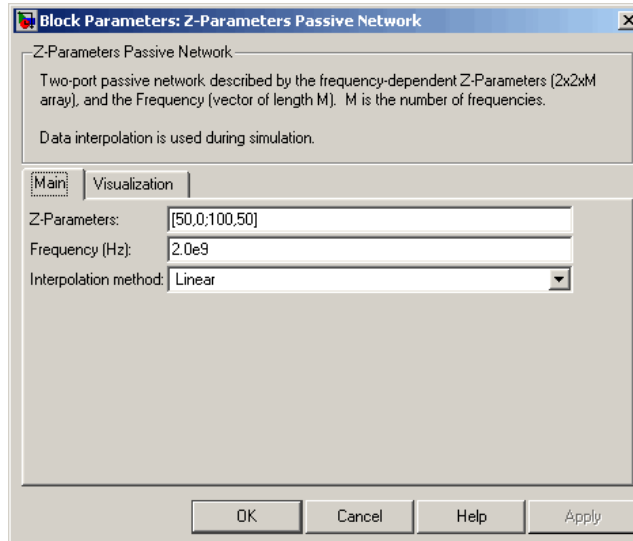 Block Parameters: Z-Parameters Passive Network
Z-Parameters Passive Network
Two-port passive network described by the frequency-dependent Z-Parameters (2x2xM
array), and the Frequency (vector of length M).  M is the number of frequencies.
Data interpolation is used during simulation.
Main Visualization
Z-Parameters: [50,0;100,50]
Frequency (Hz): 2.0e9
Interpolation method: Linear
OK Cancel Help Apply